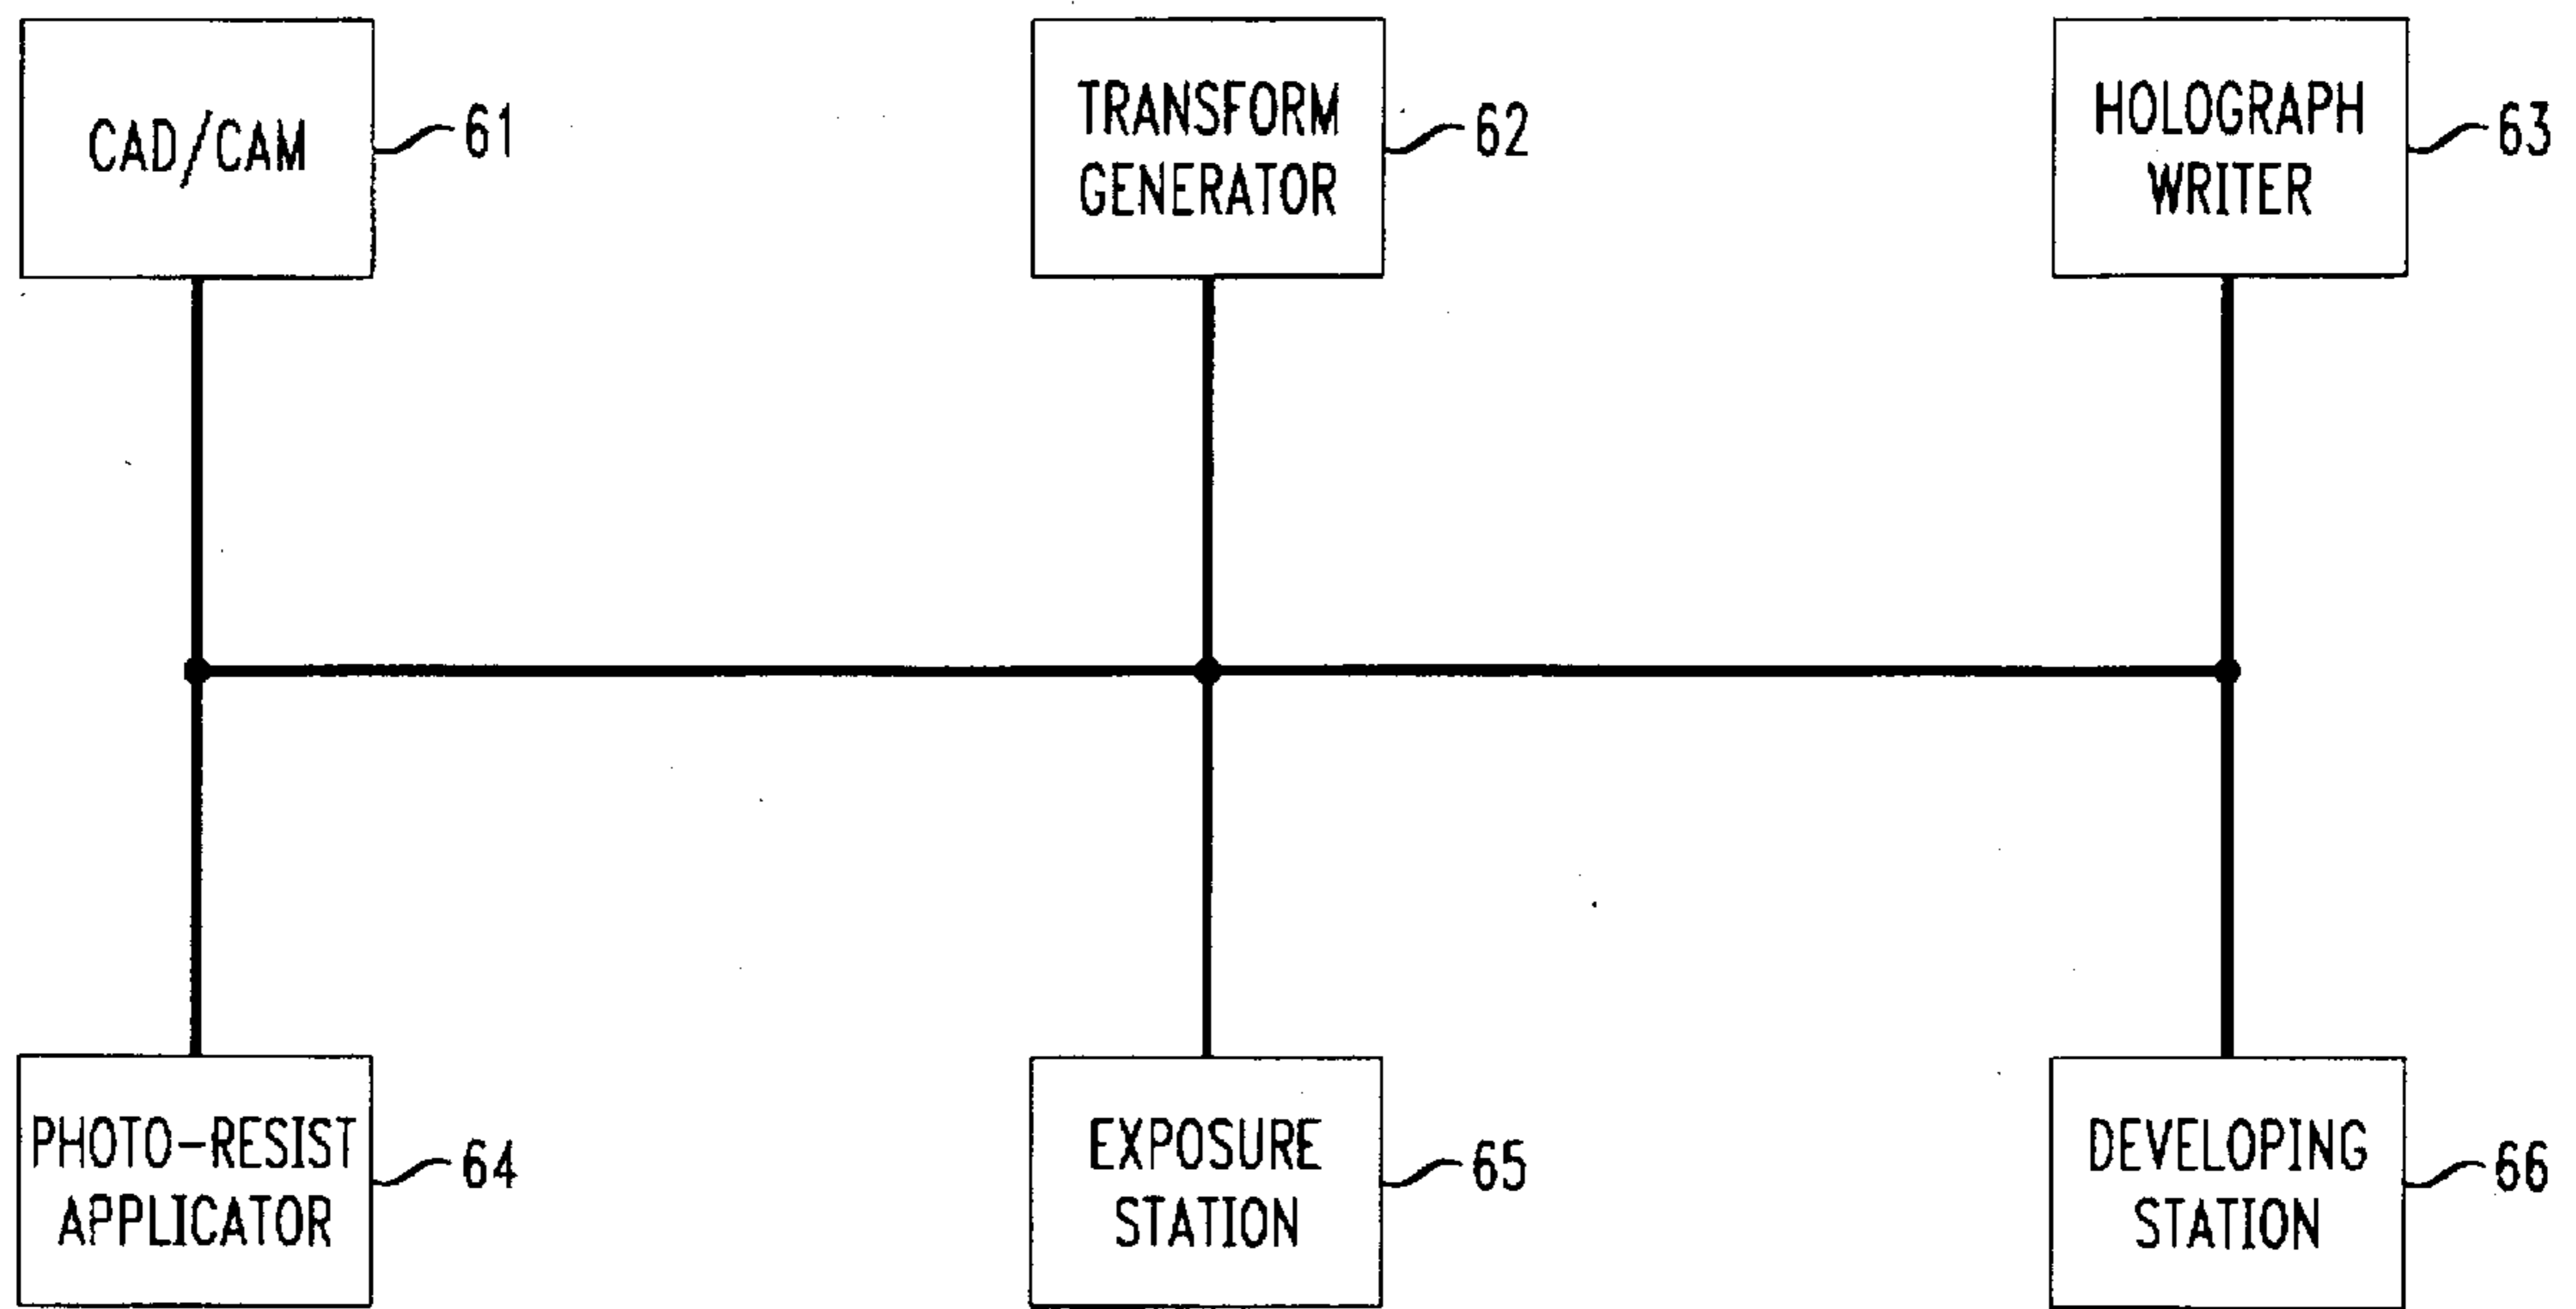 CAD/CAM
61
TRANSFORM
GENERATOR
62
HOLOGRAPH
WRITER
63
PHOTO-RESIST
APPLICATOR
64
EXPOSURE
STATION
65
DEVELOPING
STATION
66